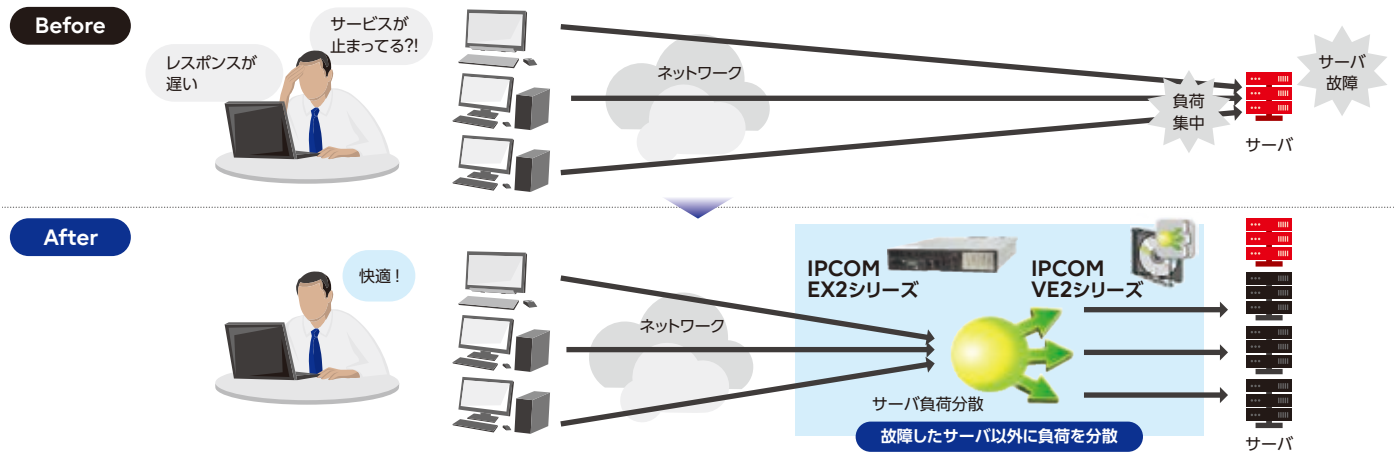 Before
サービスが
止まってる?!
レスポンスが
遅い
ネットワーク
負荷
集中
サーバ
故障
サーバ
After
快適！
ネットワーク
IPCOM
EX2シリーズ
IPCOM
VE2シリーズ
サーバ負荷分散
故障したサーバ以外に負荷を分散
サーバ